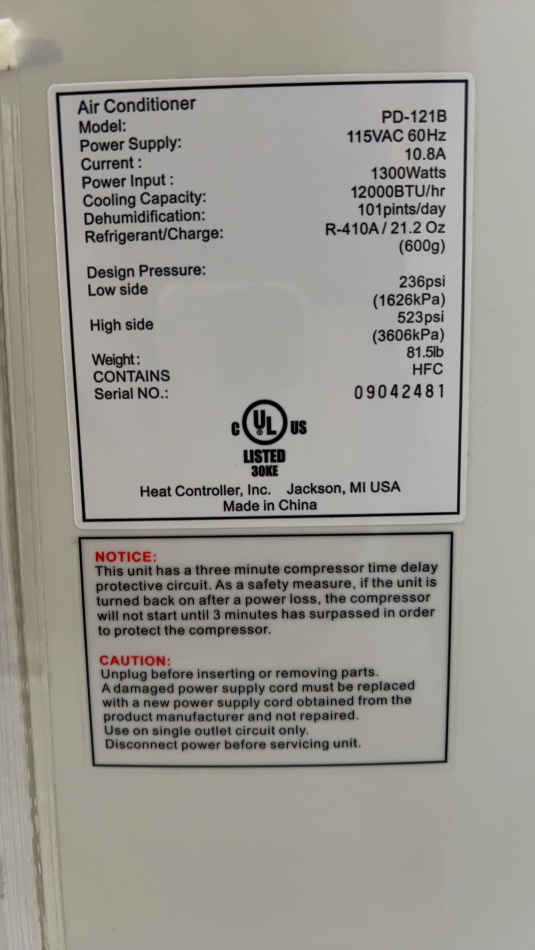 Air Conditioner
Model: PD-121B
Power Supply: 115VAC 60Hz
Current : 10.8A
Power Input : 1300Watts
Cooling Capacity: 12000BTU/hr
Dehumidification: 101pints/day
Refrigerant/Charge: R-410A / 21.2 Oz
(600g)
Design Pressure:
Low side 236psi
(1626kPa)
High side 523psi
(3606kPa)
Weight: 81.5lb
CONTAINS HFC
Serial NO.: 09042481
C UL US
LISTED
30KE
Heat Controller, Inc. Jackson, MI USA
Made in China
NOTICE:
This unit has a three minute compressor time delay
protective circuit. As a safety measure, if the unit is
turned back on after a power loss, the compressor
will not start until 3 minutes has surpassed in order
to protect the compressor.
CAUTION:
Unplug before inserting or removing parts.
A damaged power supply cord must be replaced
with a new power supply cord obtained from the
product manufacturer and not repaired.
Use on single outlet circuit only.
Disconnect power before servicing unit.